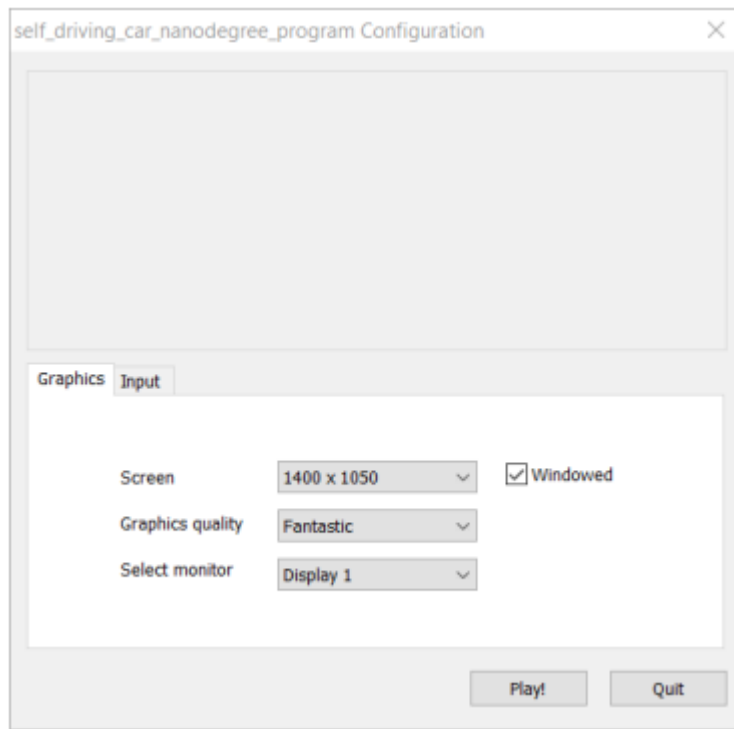 self_driving_car_nanodegree_program Configuration
Graphics Input
Screen 1400 x 1050 Windowed
Graphics quality Fantastic
Select monitor Display 1
Play! Quit